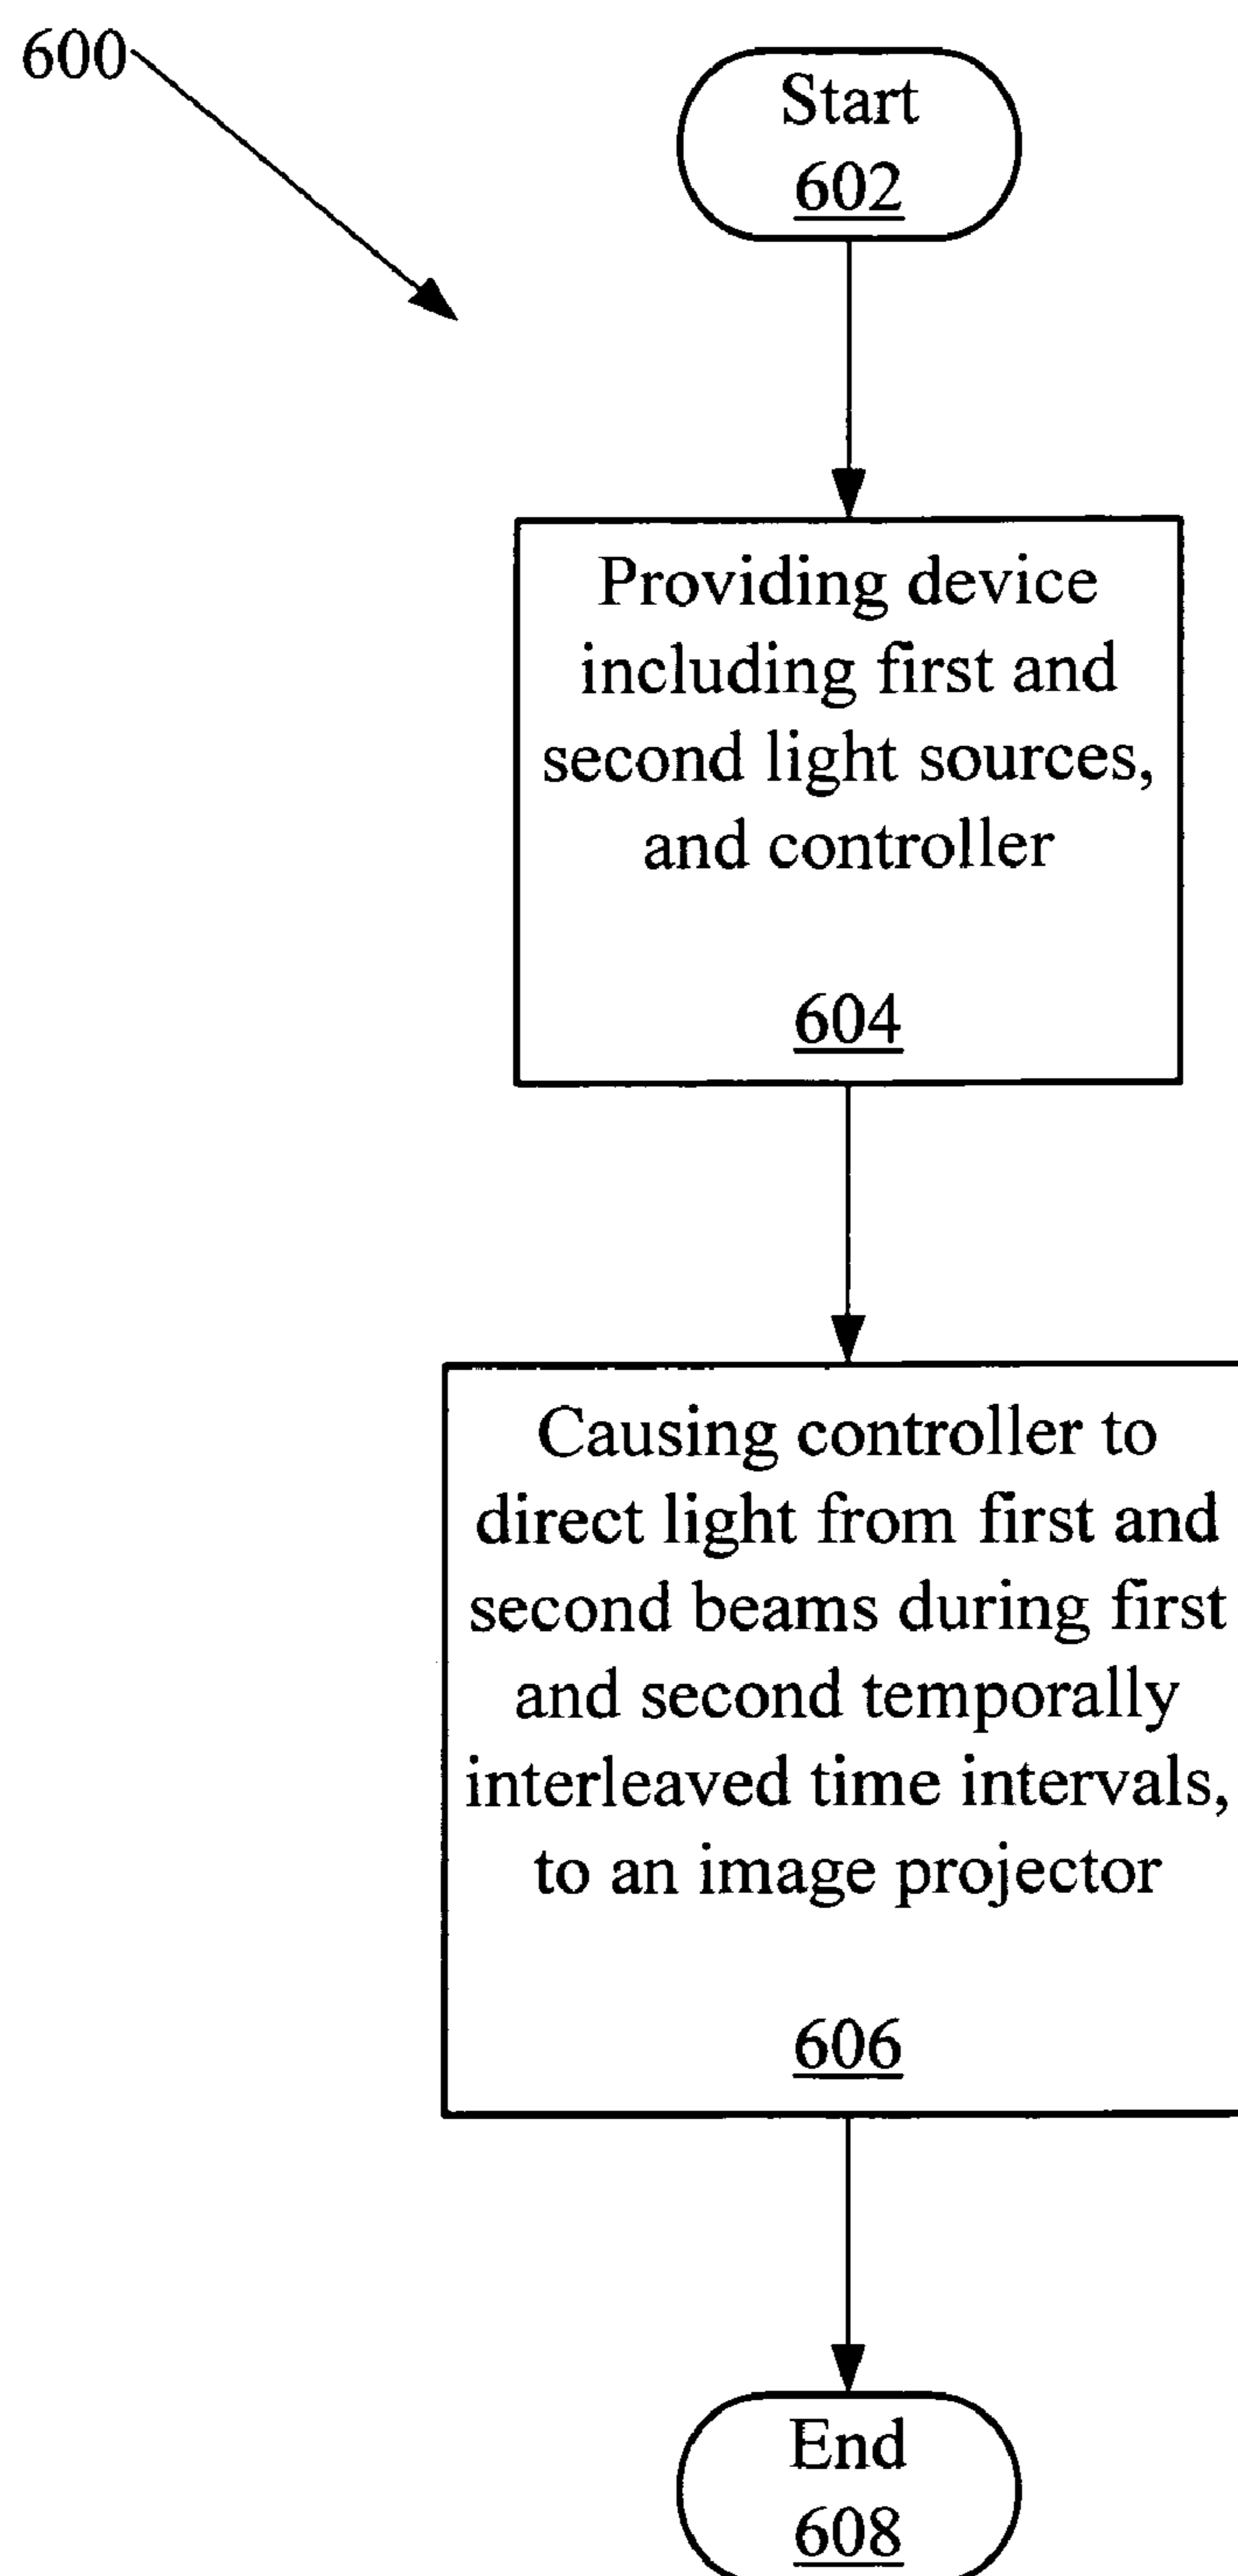 600
Start
602
Providing device
including first and
second light sources,
and controller
604
Causing controller to
direct light from first and
second beams during first
and second temporally
interleaved time intervals,
to an image projector
606
End
608